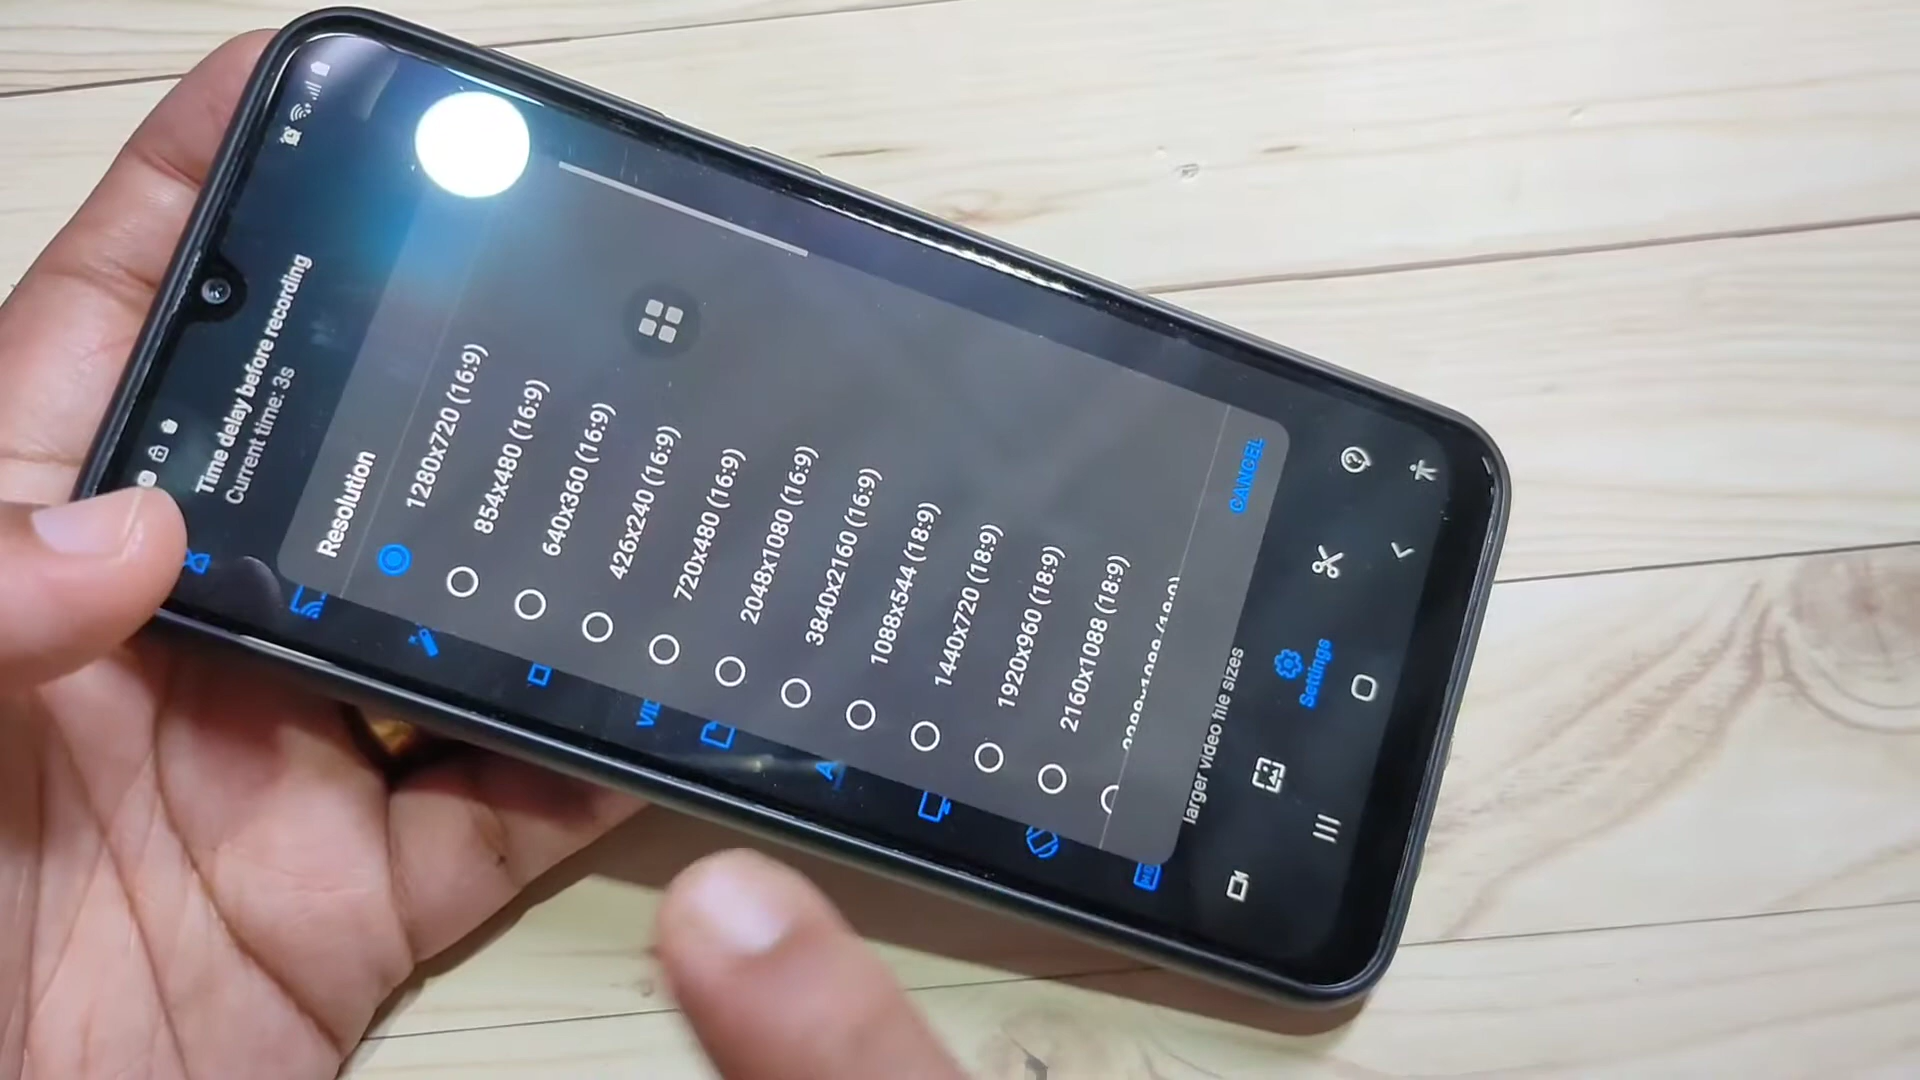 Time delay before recording
Current time: 3s
Resolution
1280x720 (16:9)
854x480 (16:9)
640x360 (16:9)
426x240 (16:9)
720x480 (16:9)
2048x1080 (16:9)
3840x2160 (16:9)
1088x544 (18:9)
1440x720 (18:9)
1920x960 (18:9)
2160x1088 (18:9)
CANCEL
VID
larger video file sizes
Settings